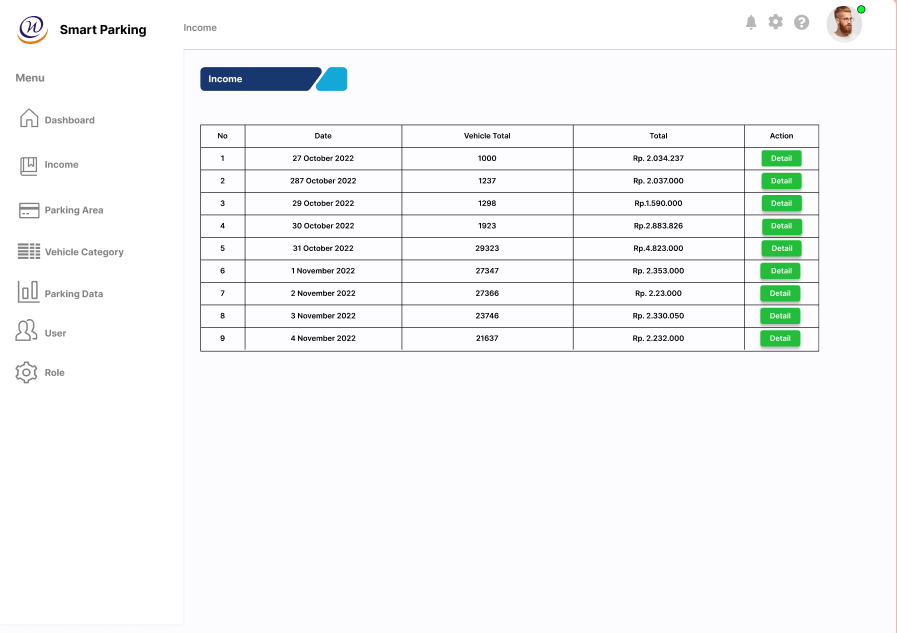 Smart Parking
Income
Menu
Dashboard
Income
Parking Area
Vehicle Category
Parking Data
User
Role
Income
No Date Vehicle Total Total Action
1 27 October 2022 1000 Rp. 2.034.237 Detail
2 287 October 2022 1237 Rp. 2.037.000 Detail
3 29 October 2022 1298 Rp.1.590.000 Detail
4 30 October 2022 1923 Rp.2.883.826 Detail
5 31 October 2022 29323 Rp.4.823.000 Detail
6 1 November 2022 27347 Rp. 2.353.000 Detail
7 2 November 2022 27366 Rp. 2.23.000 Detail
8 3 November 2022 23746 Rp. 2.330.050 Detail
9 4 November 2022 21637 Rp. 2.232.000 Detail